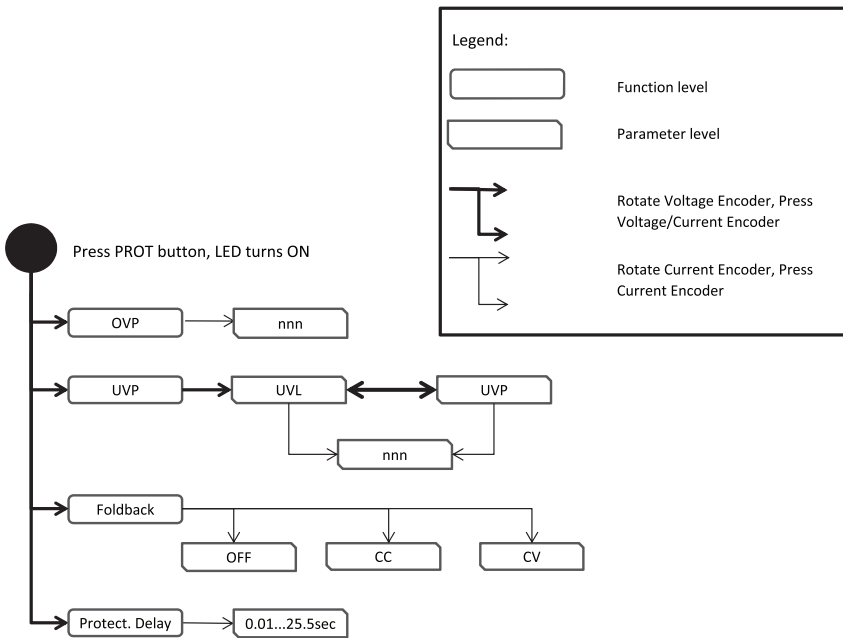 Legend:
Function level
Parameter level
Rotate Voltage Encoder, Press
Voltage/Current Encoder
Rotate Current Encoder, Press
Current Encoder
Press PROT button, LED turns ON
OVP
nnn
UVP
UVL
UVP
nnn
Foldback
OFF
CC
CV
Protect. Delay
0.01...25.5sec